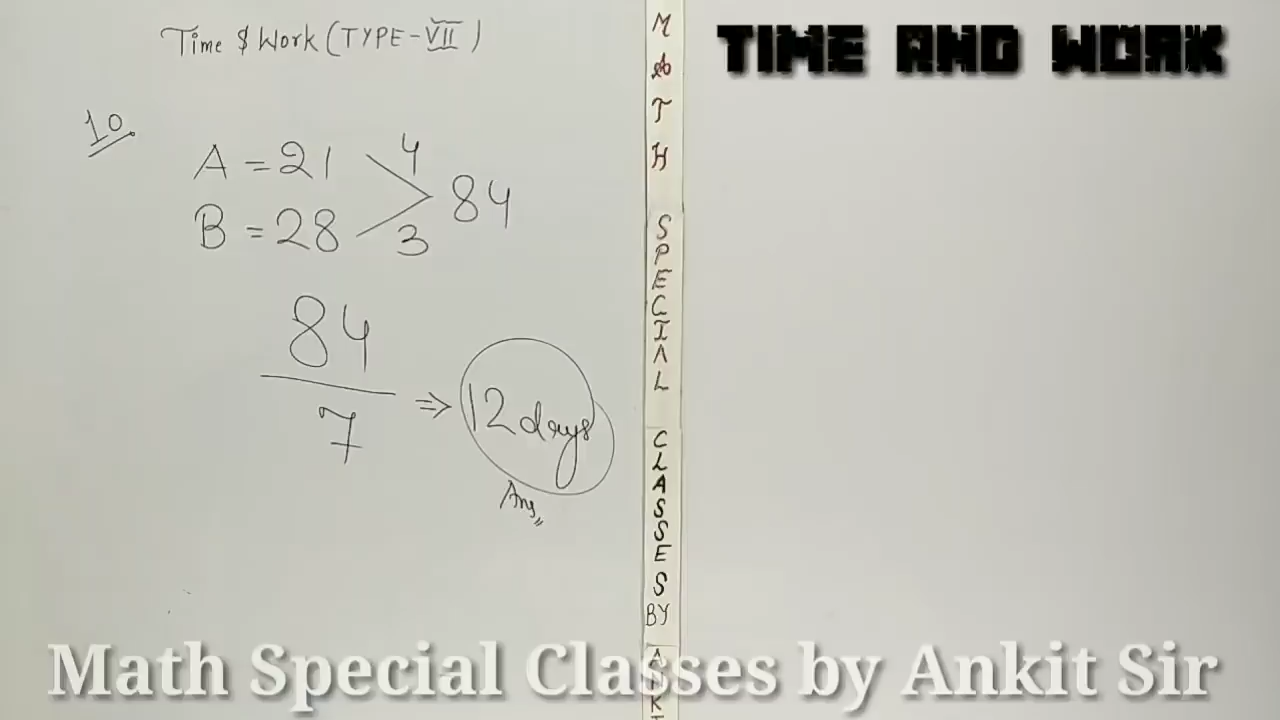 Time & Work (TYPE-VII)
10.
A = 21
4
B = 28
3
84
84
7
⇒ 12 days
Ans,,
MATH SPECIAL CLASSES BY ANKI
TIME AND WORK
Math Special Classes by Ankit Sir